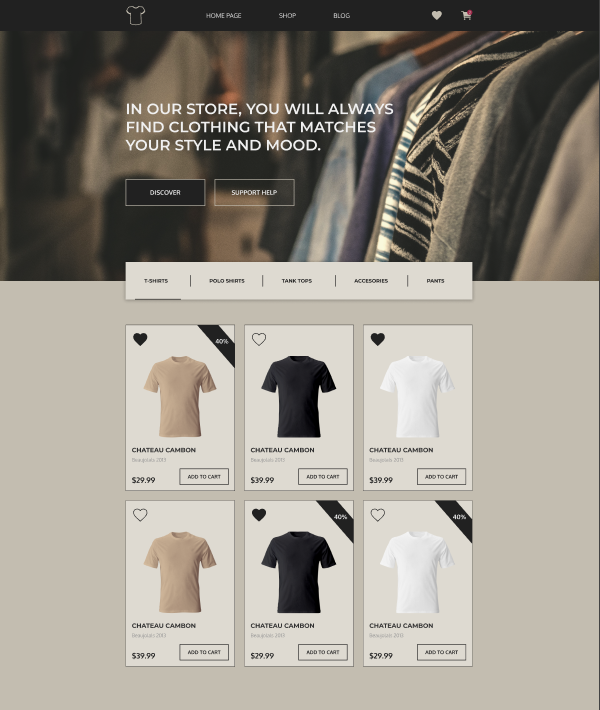 HOME PAGE SHOP BLOG
IN OUR STORE, YOU WILL ALWAYS
FIND CLOTHING THAT MATCHES
YOUR STYLE AND MOOD.
DISCOVER SUPPORT HELP
T-SHIRTS POLO SHIRTS TANK TOPS ACCESORIES PANTS
40%
CHATEAU CAMBON CHATEAU CAMBON CHATEAU CAMBON
Beaujolais 2013 Beaujolais 2013 Beaujolais 2013
$29.99 ADD TO CART $39.99 ADD TO CART $39.99 ADD TO CART
40% 40%
CHATEAU CAMBON CHATEAU CAMBON CHATEAU CAMBON
Beaujolais 2013 Beaujolais 2013 Beaujolais 2013
$39.99 ADD TO CART $29.99 ADD TO CART $29.99 ADD TO CART